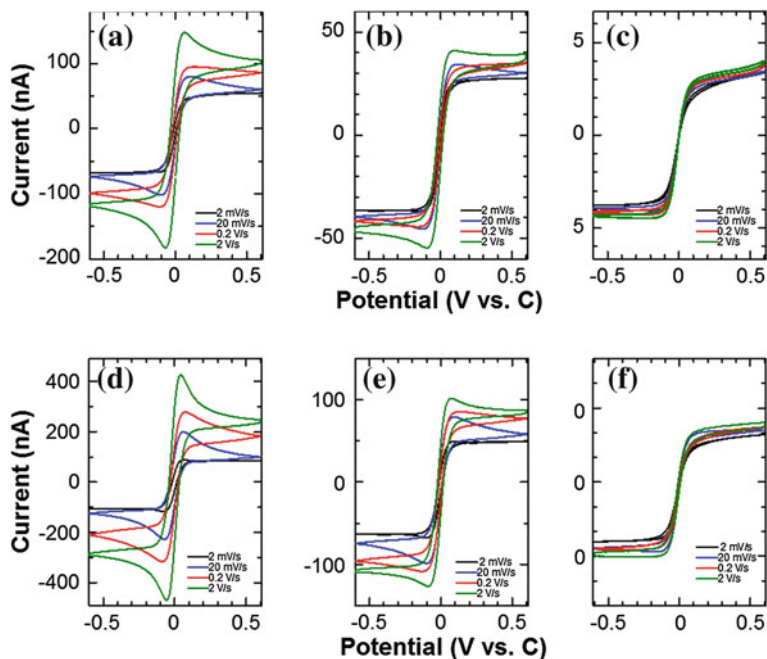 (a)
Current (nA)
100
0
-100
-200
2 mV/s
20 mV/s
0.2 V/s
2 V/s
-0.5 0 0.5
(b)
50
0
-50
2 mV/s
20 mV/s
0.2 V/s
2 V/s
-0.5 0 0.5
(c)
5
0
5
2 mV/s
20 mV/s
0.2 V/s
2 V/s
-0.5 0 0.5
Potential (V vs. C)
(d)
Current (nA)
400
200
0
-200
-400
2 mV/s
20 mV/s
0.2 V/s
2 V/s
-0.5 0 0.5
(e)
100
0
-100
2 mV/s
20 mV/s
0.2 V/s
2 V/s
-0.5 0 0.5
(f)
0
0
0
2 mV/s
20 mV/s
0.2 V/s
2 V/s
-0.5 0 0.5
Potential (V vs. C)